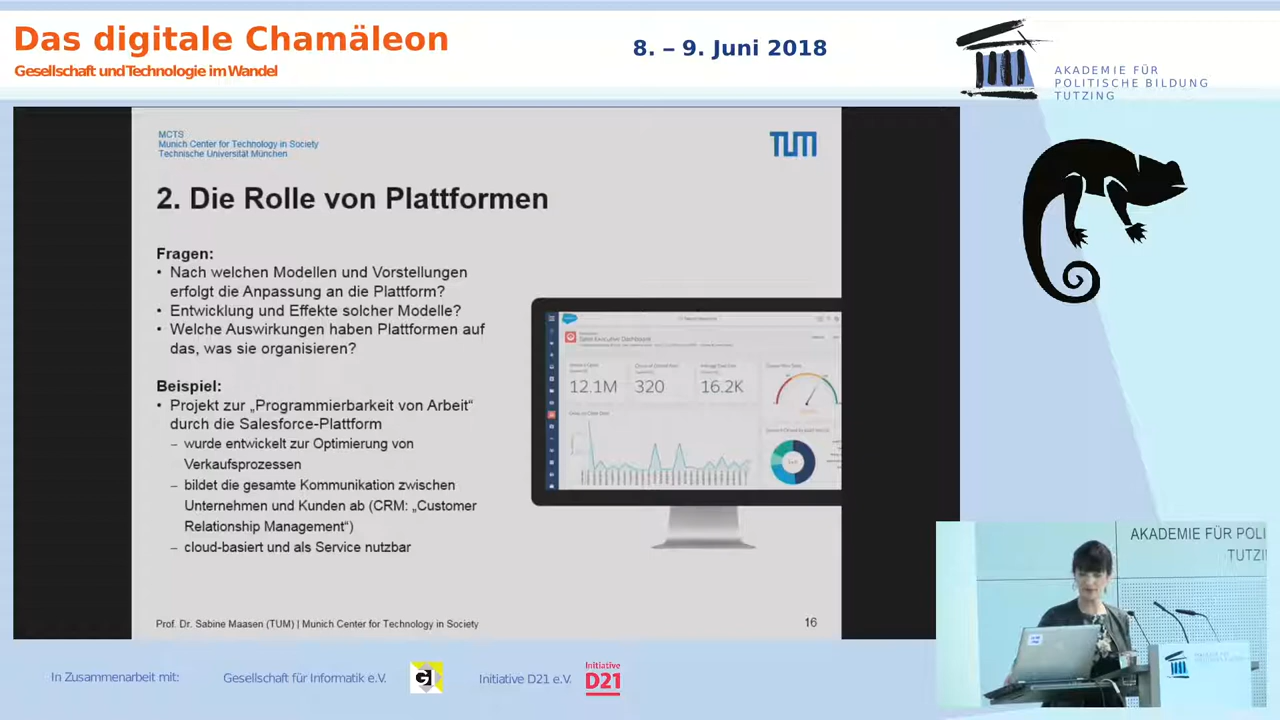 Das digitale Chamäleon
Gesellschaft und Technologie im Wandel
8. – 9. Juni 2018
AKADEMIE FÜR
POLITISCHE BILDUNG
TUTZING
MCTS
Munich Center for Technology in Society
Technische Universität München
TUM
2. Die Rolle von Plattformen
Fragen:
• Nach welchen Modellen und Vorstellungen
erfolgt die Anpassung an die Plattform?
• Entwicklung und Effekte solcher Modelle?
• Welche Auswirkungen haben Plattformen auf
das, was sie organisieren?
Beispiel:
• Projekt zur „Programmierbarkeit von Arbeit“
durch die Salesforce-Plattform
– wurde entwickelt zur Optimierung von
Verkaufsprozessen
– bildet die gesamte Kommunikation zwischen
Unternehmen und Kunden ab (CRM: „Customer
Relationship Management“)
– cloud-basiert und als Service nutzbar
12.1M 320 16.2K
Prof. Dr. Sabine Maasen (TUM) | Munich Center for Technology in Society
16
AKADEMIE FÜR POLI
TUTZI
In Zusammenarbeit mit:
Gesellschaft für Informatik e.V.
GI
Initiative D21 e.V.
Initiative
D21